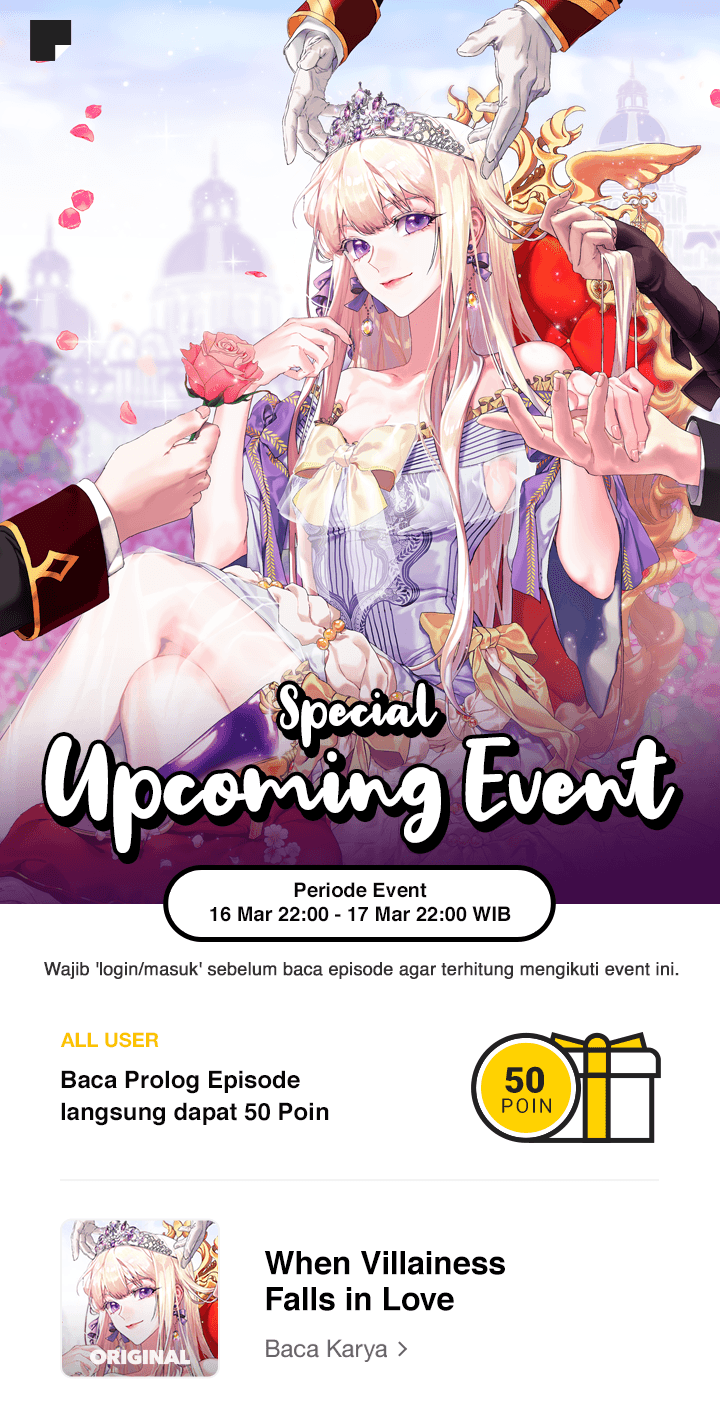 Special
Upcoming Event
Periode Event
16 Mar 22:00 - 17 Mar 22:00 WIB
Wajib 'login/masuk' sebelum baca episode agar terhitung mengikuti event ini.
ALL USER
Baca Prolog Episode
langsung dapat 50 Poin
50
POIN
When Villainess
Falls in Love
Baca Karya >
ORIGINAL